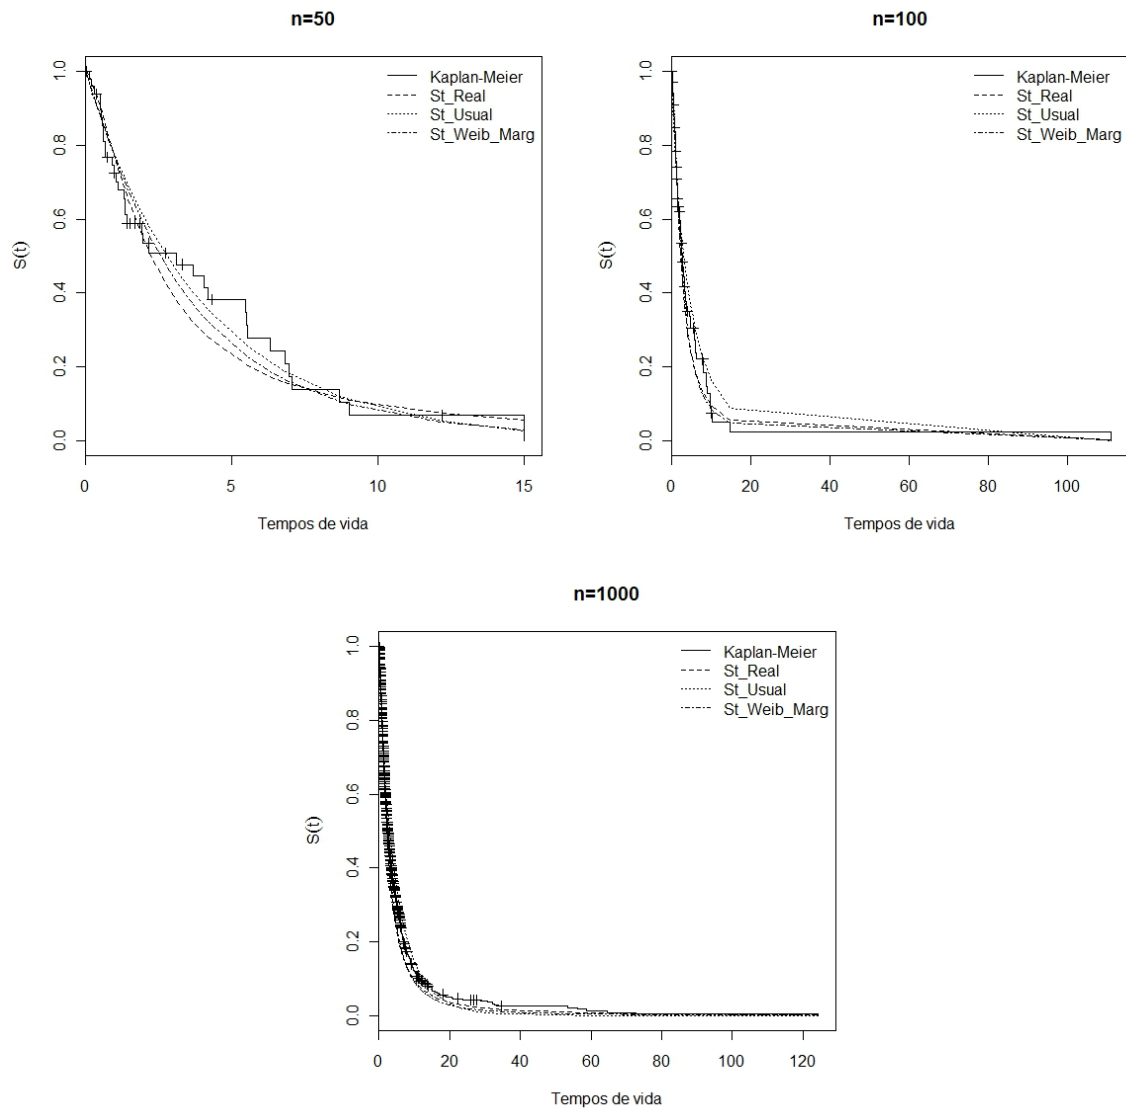 n=50
Kaplan-Meier
St_Real
St_Usual
St_Weib_Marg
S(t)
1.0
0.8
0.6
0.4
0.2
0.0
0 5 10 15
Tempos de vida
n=100
Kaplan-Meier
St_Real
St_Usual
St_Weib_Marg
S(t)
1.0
0.8
0.6
0.4
0.2
0.0
0 20 40 60 80 100
Tempos de vida
n=1000
Kaplan-Meier
St_Real
St_Usual
St_Weib_Marg
S(t)
1.0
0.8
0.6
0.4
0.2
0.0
0 20 40 60 80 100 120
Tempos de vida